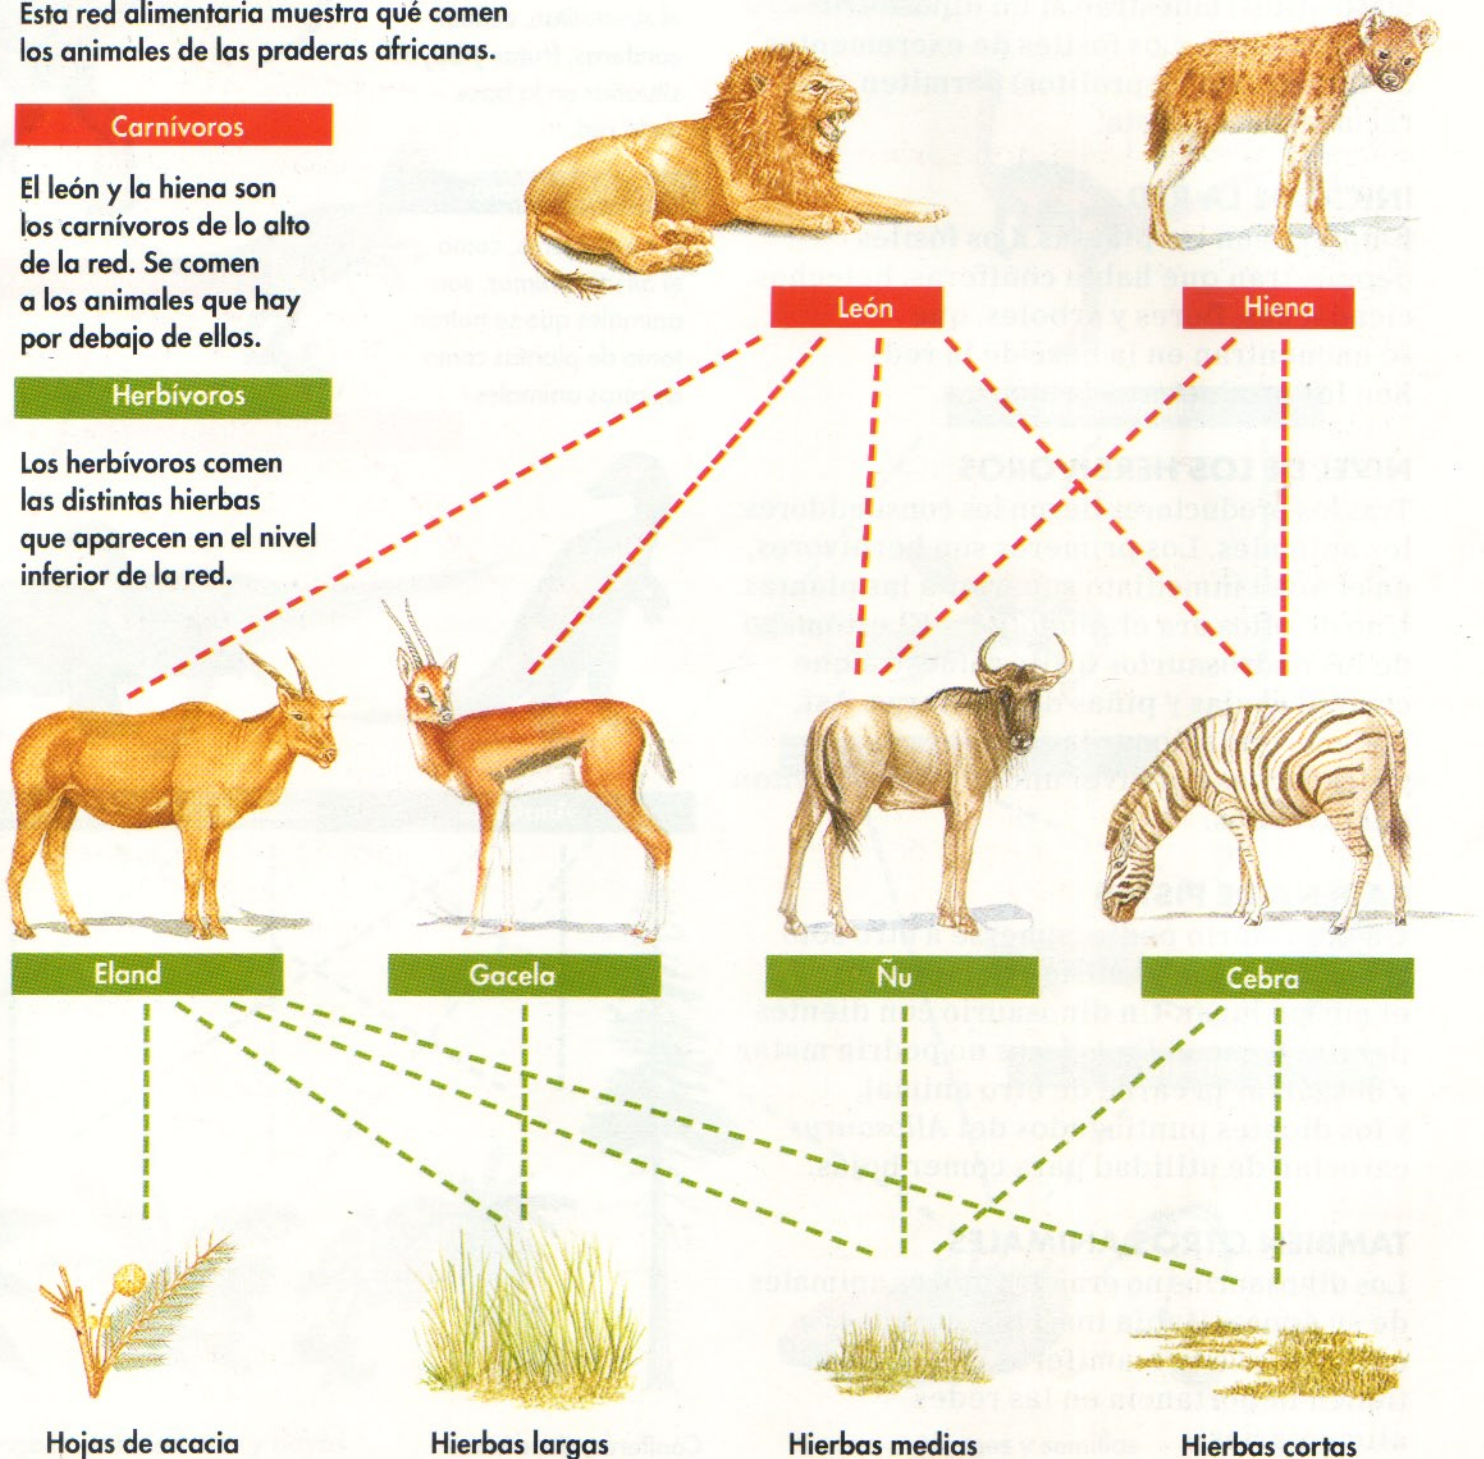 Esta red alimentaria muestra qué comen
los animales de las praderas africanas.
Carnívoros
El león y la hiena son
los carnívoros de lo alto
de la red. Se comen
a los animales que hay
por debajo de ellos.
Herbívoros
Los herbívoros comen
las distintas hierbas
que aparecen en el nivel
inferior de la red.
León
Hiena
Eland
Gacela
Ñu
Cebra
Hojas de acacia
Hierbas largas
Hierbas medias
Hierbas cortas